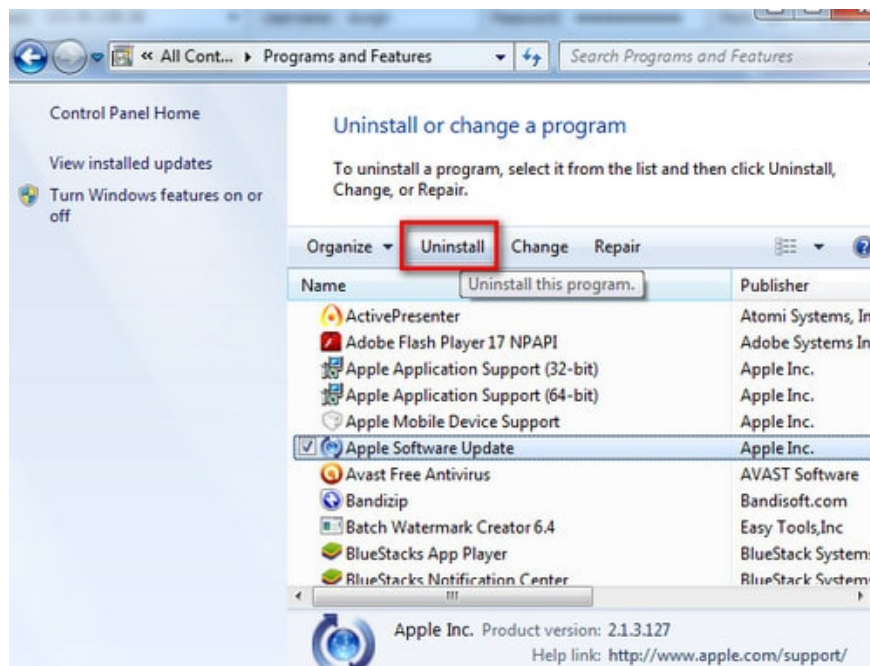 « All Cont... Programs and Features
Search Programs and Features
Control Panel Home
View installed updates
Turn Windows features on or
off
Uninstall or change a program
To uninstall a program, select it from the list and then click Uninstall,
Change, or Repair.
Organize Uninstall Change Repair
Uninstall this program.
Name Publisher
ActivePresenter Atomi Systems, In
Adobe Flash Player 17 NPAPI Adobe Systems In
Apple Application Support (32-bit) Apple Inc.
Apple Application Support (64-bit) Apple Inc.
Apple Mobile Device Support Apple Inc.
Apple Software Update Apple Inc.
Avast Free Antivirus AVAST Software
Bandizip Bandisoft.com
Batch Watermark Creator 6.4 Easy Tools,Inc
BlueStacks App Player BlueStack Systems
BlueStacks Notification Center BlueStack Systems
Apple Inc. Product version: 2.1.3.127
Help link: http://www.apple.com/support/